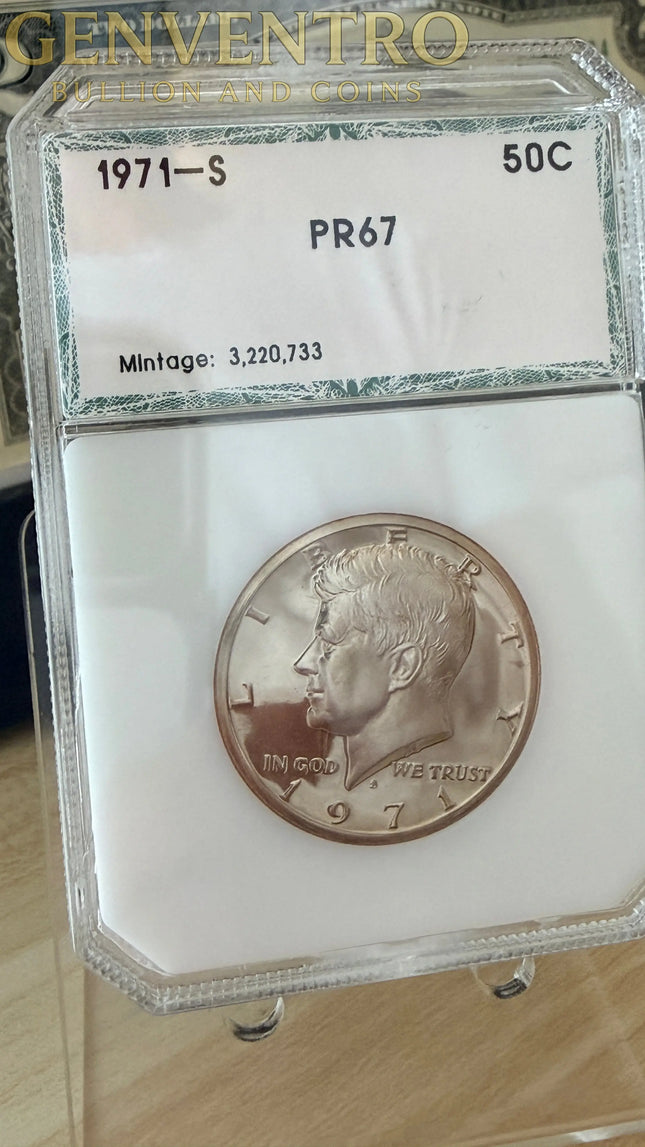 GENVENTRO
BULLION AND COINS
1971-S
50C
PR67
Mintage: 3,220,733
LIBERTY
IN GOD WE TRUST
1971